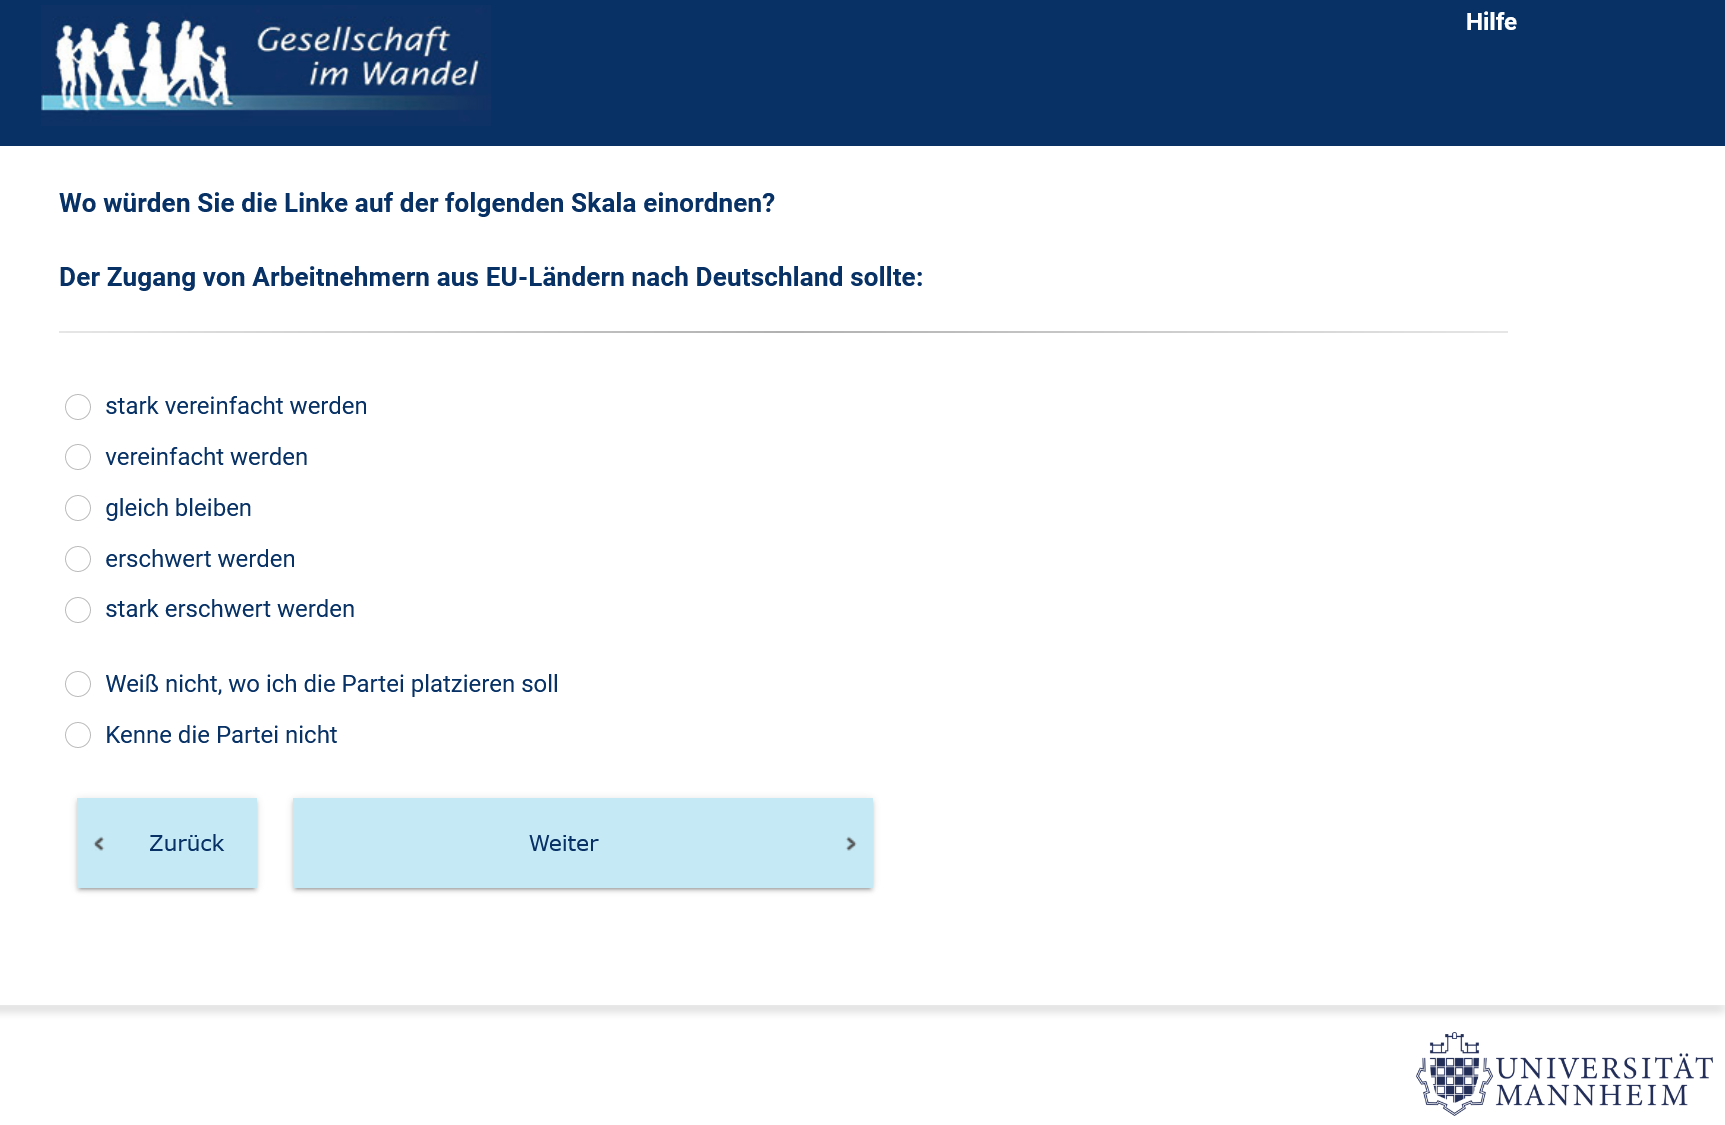 Gesellschaft
im Wandel
Hilfe
Wo würden Sie die Linke auf der folgenden Skala einordnen?
Der Zugang von Arbeitnehmern aus EU-Ländern nach Deutschland sollte:
stark vereinfacht werden
vereinfacht werden
gleich bleiben
erschwert werden
stark erschwert werden
Weiß nicht, wo ich die Partei platzieren soll
Kenne die Partei nicht
Zurück
Weiter
UNIVERSITÄT
MANNHEIM